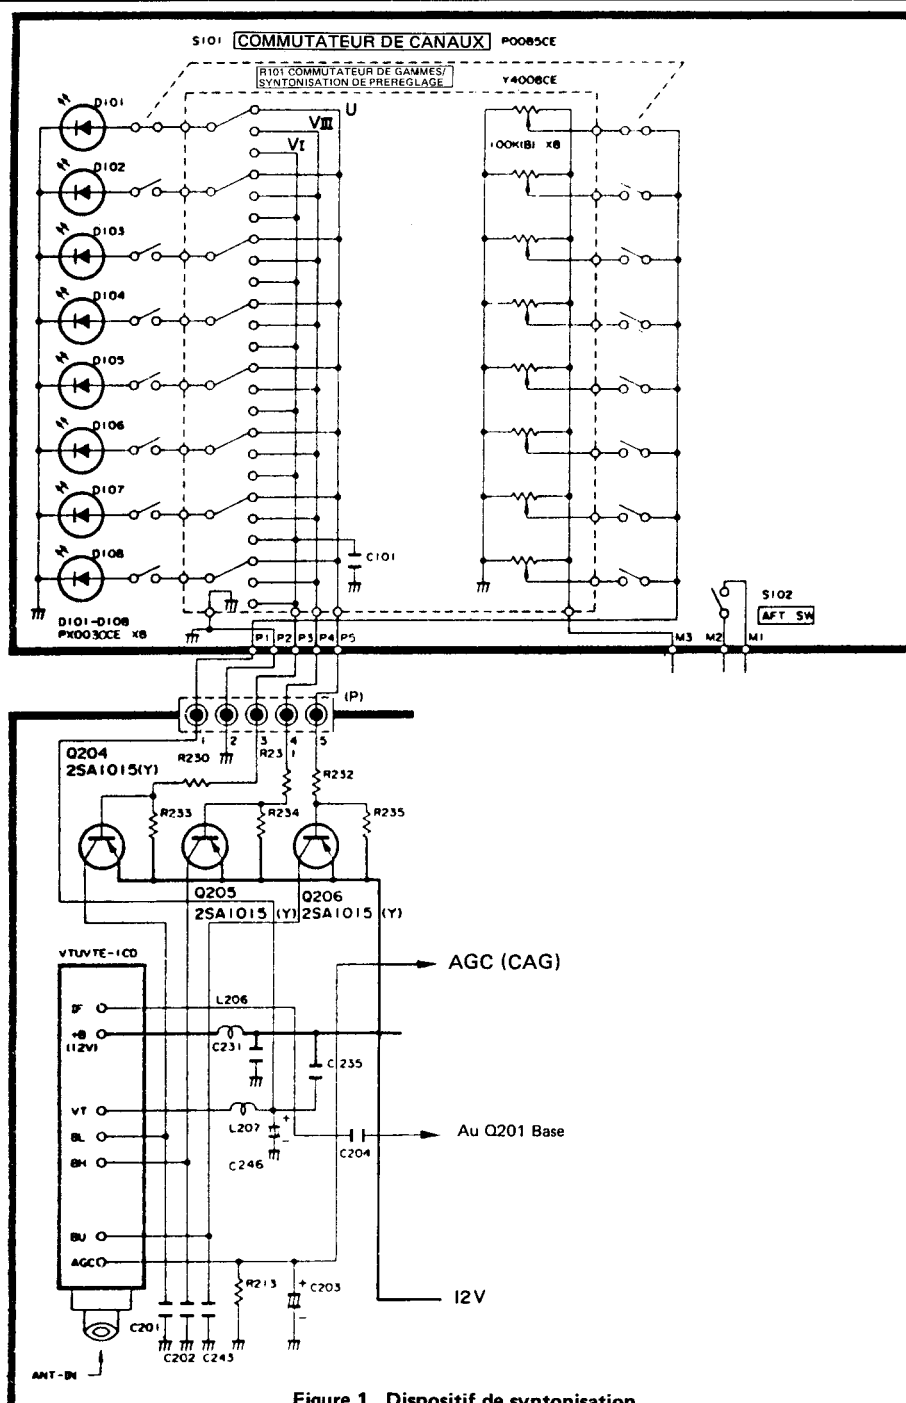 S101 COMMUTATEUR DE CANAUX P0085CE
R101 COMMUTATEUR DE GAMMES/
SYNTONISATION DE PREREGLAGE
Y4008CE
D101
U
VIII
VI
100K(B) X8
D102
D103
D104
D105
D106
D107
C101
D108
S102
AFT SW
D101-D108
PX0030CE X8
P1 P2 P3 P4 P5
M3 M2 M1
(P)
1 2 3 4 5
Q204
2SA1015(Y)
R230
R231
R232
R233
R234
R235
Q205
2SA1015 (Y)
Q206
2SA1015 (Y)
VTUVTE-1CD
AGC (CAG)
IF
L206
+B
(12V)
C231
C235
VT
L207
+
-
BL
C204
Au Q201 Base
BH
C246
BU
AGC
R213
+
C203
-
12V
C201
C202 C243
ANT-IN
Figure 1. Dispositif de syntonisation